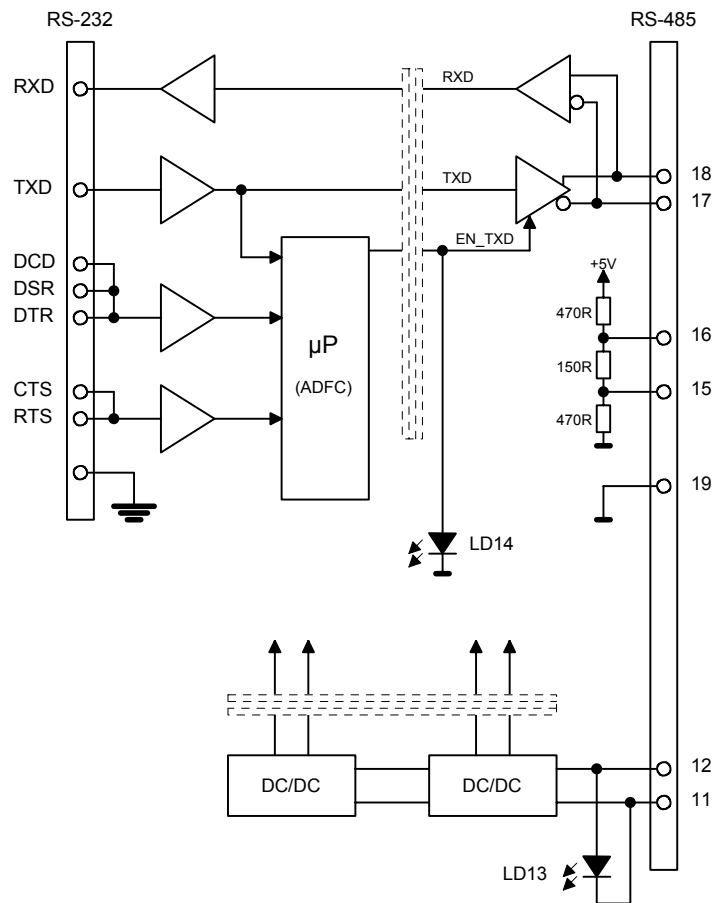 RS-232
RS-485
RXD
RXD
TXD
TXD
18
17
EN_TXD
DCD
DSR
DTR
+5V
470R
16
µP
(ADFC)
150R
CTS
RTS
15
470R
19
LD14
DC/DC
DC/DC
12
11
LD13